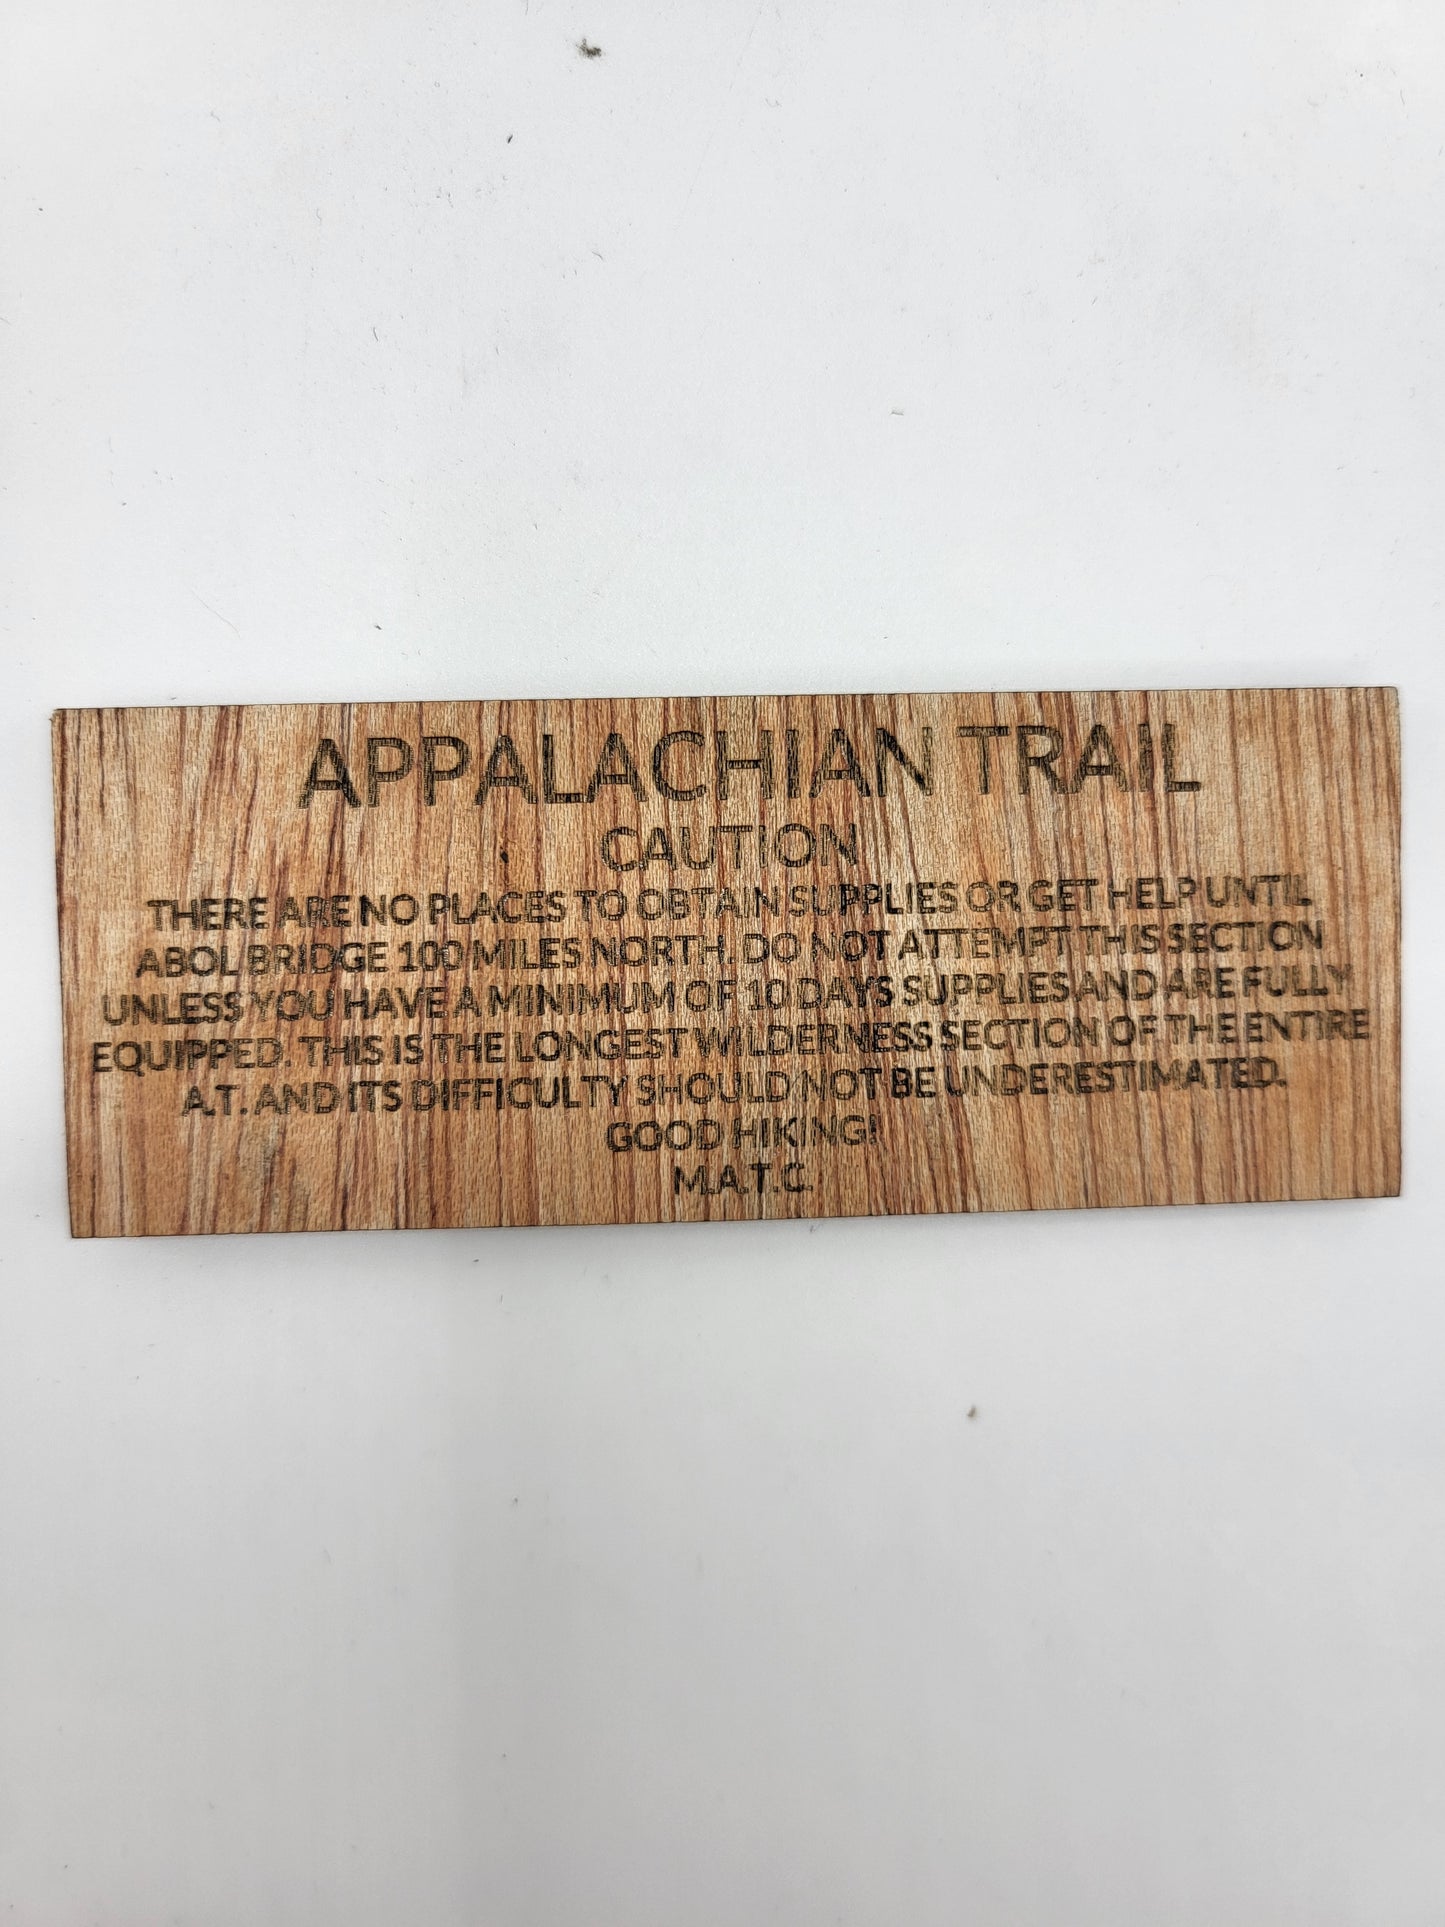 APPALACHIAN TRAIL
CAUTION
THERE ARE NO PLACES TO OBTAIN SUPPLIES OR GET HELP UNTIL
ABOL BRIDGE 100 MILES NORTH. DO NOT ATTEMPT THIS SECTION
UNLESS YOU HAVE A MINIMUM OF 10 DAYS SUPPLIES AND ARE FULLY
EQUIPPED. THIS IS THE LONGEST WILDERNESS SECTION OF THE ENTIRE
A.T. AND ITS DIFFICULTY SHOULD NOT BE UNDERESTIMATED.
GOOD HIKING!
M.A.T.C.